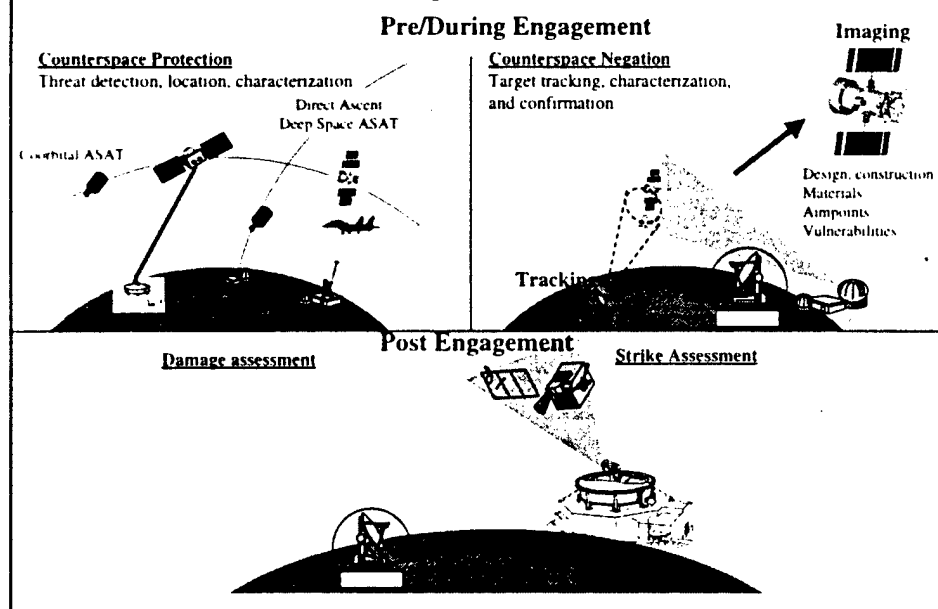 Pre/During Engagement
Counterspace Protection
Threat detection, location, characterization
Direct Ascent
Deep Space ASAT
Coorbital ASAT
Counterspace Negation
Target tracking, characterization,
and confirmation
Imaging
Design, construction
Materials
Aimpoints
Vulnerabilities
Tracking
Post Engagement
Damage assessment
Strike Assessment